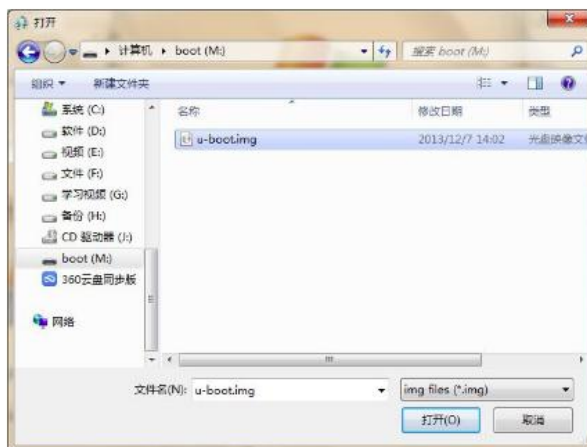 打开
计算机 boot (M:)
搜索 boot (M:)
组织 新建文件夹
系统 (C:)
软件 (D:)
视频 (E:)
文件 (F:)
学习视频 (G:)
备份 (H:)
CD 驱动器 (J:)
boot (M:)
360云盘同步版
网络
名称 修改日期 类型
u-boot.img 2013/12/7 14:02 光盘映像文
文件名(N): u-boot.img img files (*.img)
打开(O) 取消